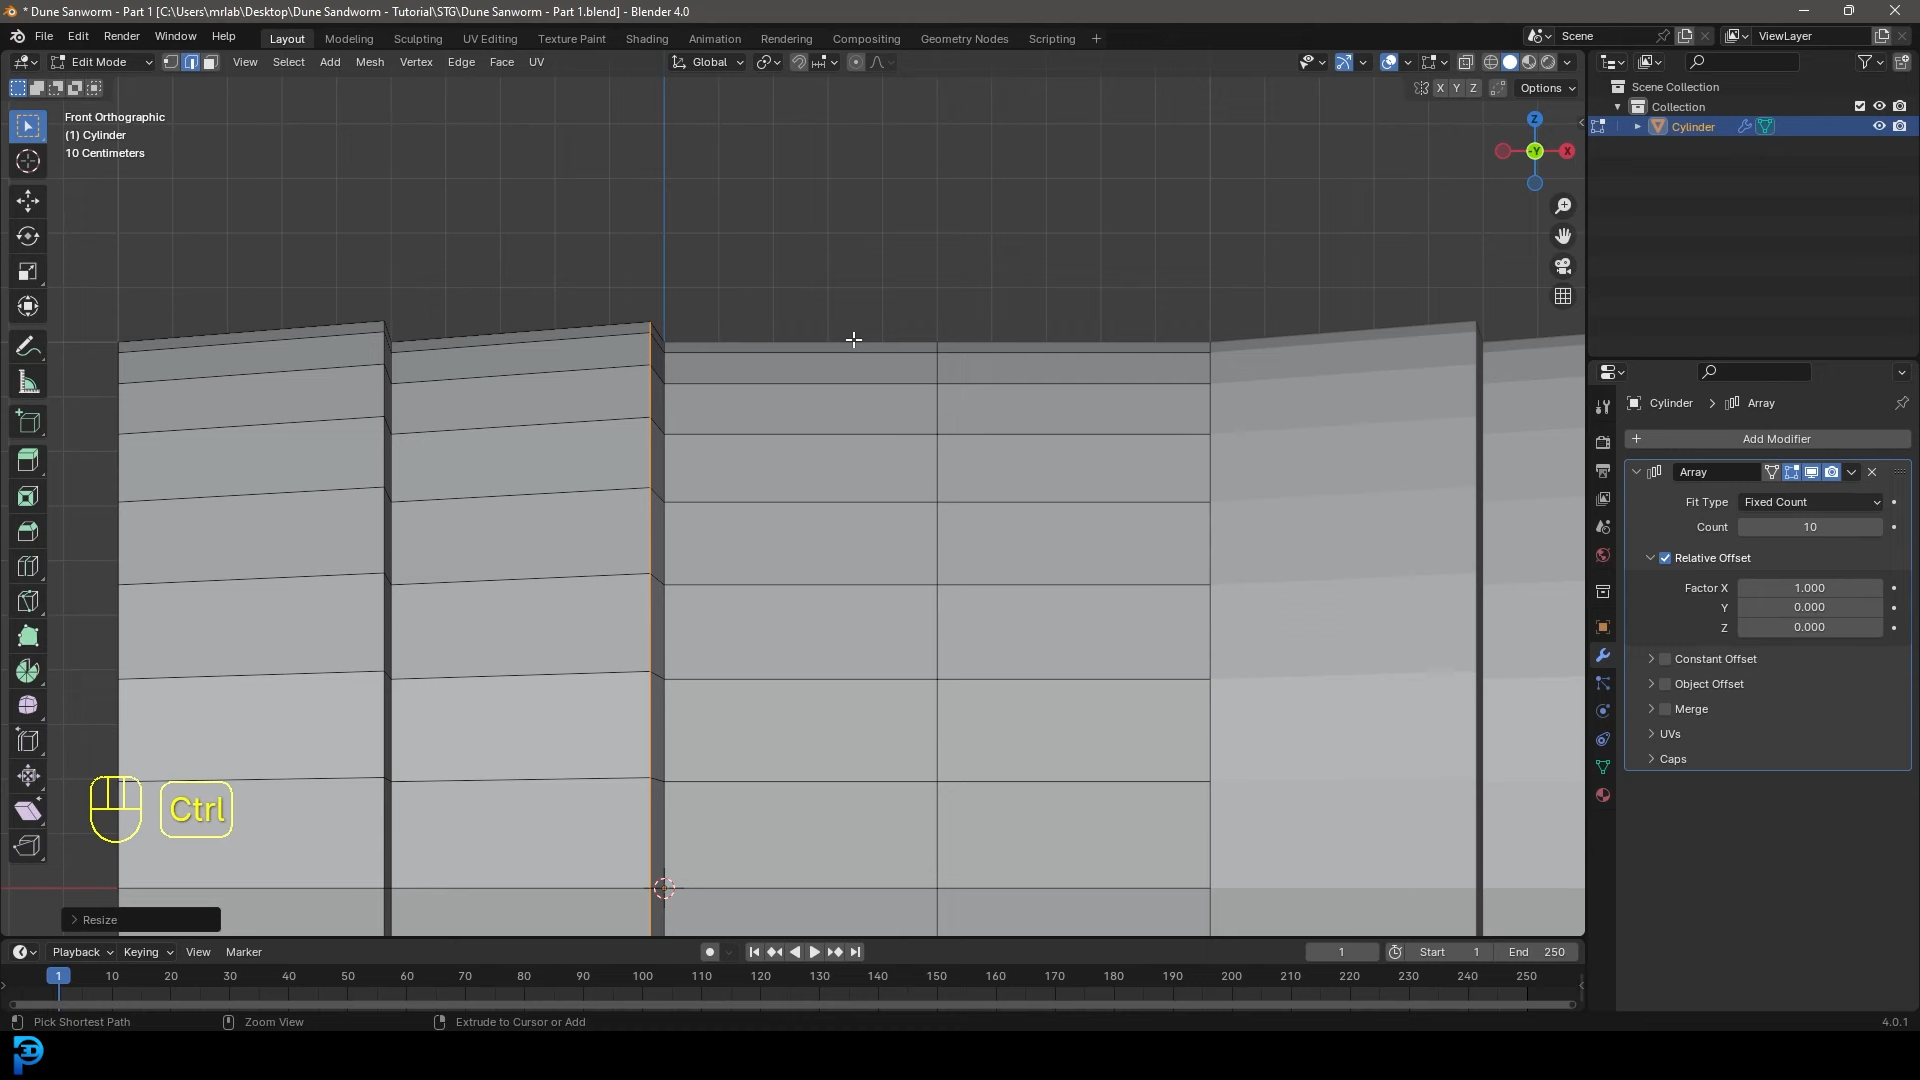 * Dune Sanworm - Part 1 [C:\Users\mrlab\Desktop\Dune Sandworm - Tutorial\STG\Dune Sanworm - Part 1.blend] - Blender 4.0
File Edit Render Window Help Layout Modeling Sculpting UV Editing Texture Paint Shading Animation Rendering Compositing Geometry Nodes Scripting + Scene ViewLayer
Edit Mode View Select Add Mesh Vertex Edge Face UV Global
X Y Z Options
Scene Collection
Collection
Cylinder
Front Orthographic
(1) Cylinder
10 Centimeters
Z
-Y
X
Cylinder > Array
+ Add Modifier
Array
Fit Type Fixed Count
Count 10
Relative Offset
Factor X 1.000
Y 0.000
Z 0.000
Constant Offset
Object Offset
Merge
UVs
Caps
Ctrl
> Resize
Playback Keying View Marker 1 Start 1 End 250
1 10 20 30 40 50 60 70 80 90 100 110 120 130 140 150 160 170 180 190 200 210 220 230 240 250
Pick Shortest Path Zoom View Extrude to Cursor or Add 4.0.1
3D